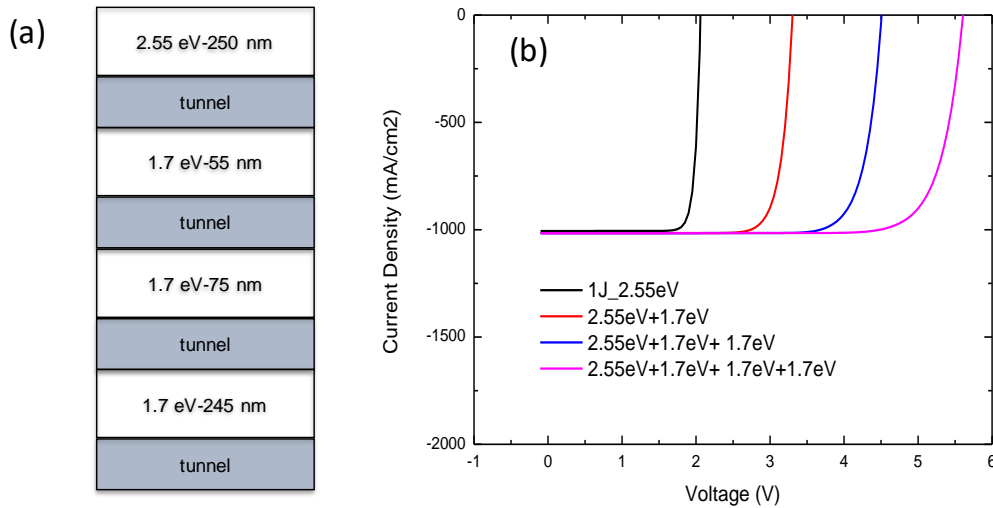 (a)
2.55 eV-250 nm
tunnel
1.7 eV-55 nm
tunnel
1.7 eV-75 nm
tunnel
1.7 eV-245 nm
tunnel
(b)
Current Density (mA/cm2)
0
-500
-1000
-1500
-2000
1J_2.55eV
2.55eV+1.7eV
2.55eV+1.7eV+ 1.7eV
2.55eV+1.7eV+ 1.7eV+1.7eV
-1 0 1 2 3 4 5 6
Voltage (V)